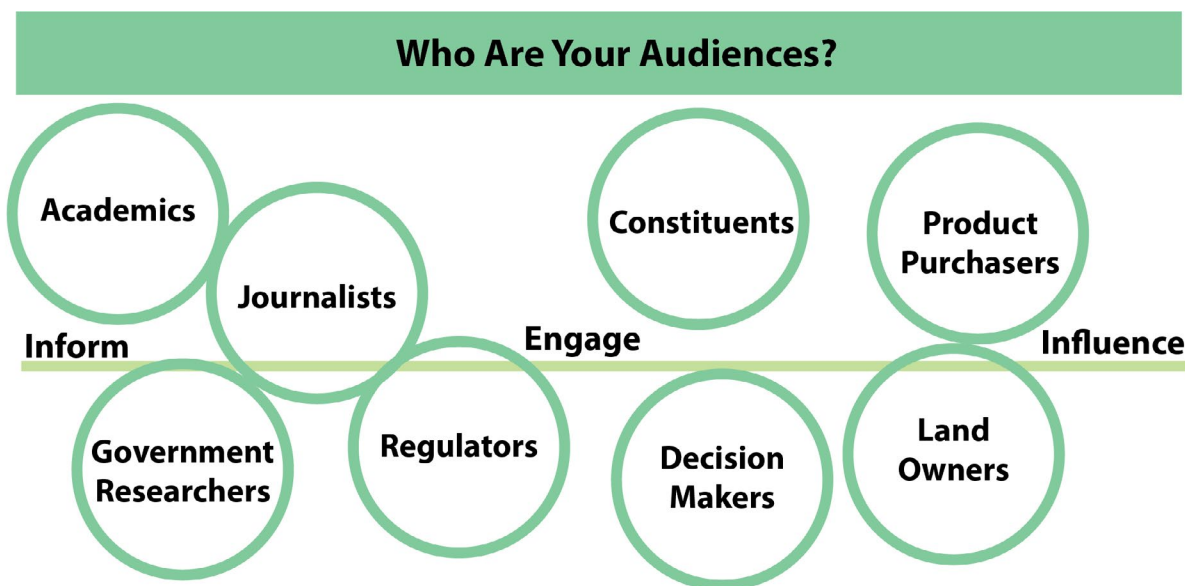 Who Are Your Audiences?
Academics
Journalists
Constituents
Product
Purchasers
Inform
Engage
Influence
Government
Researchers
Regulators
Decision
Makers
Land
Owners